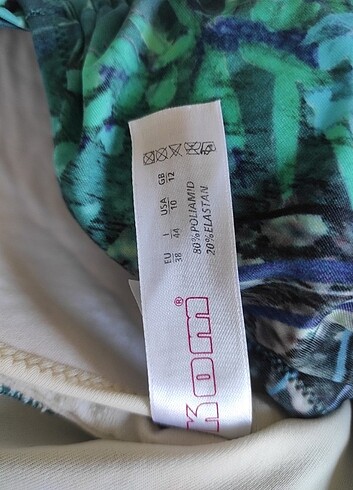 kom®
EU I USA GB
38 44 10 12
80%POLIAMID
20%ELASTAN